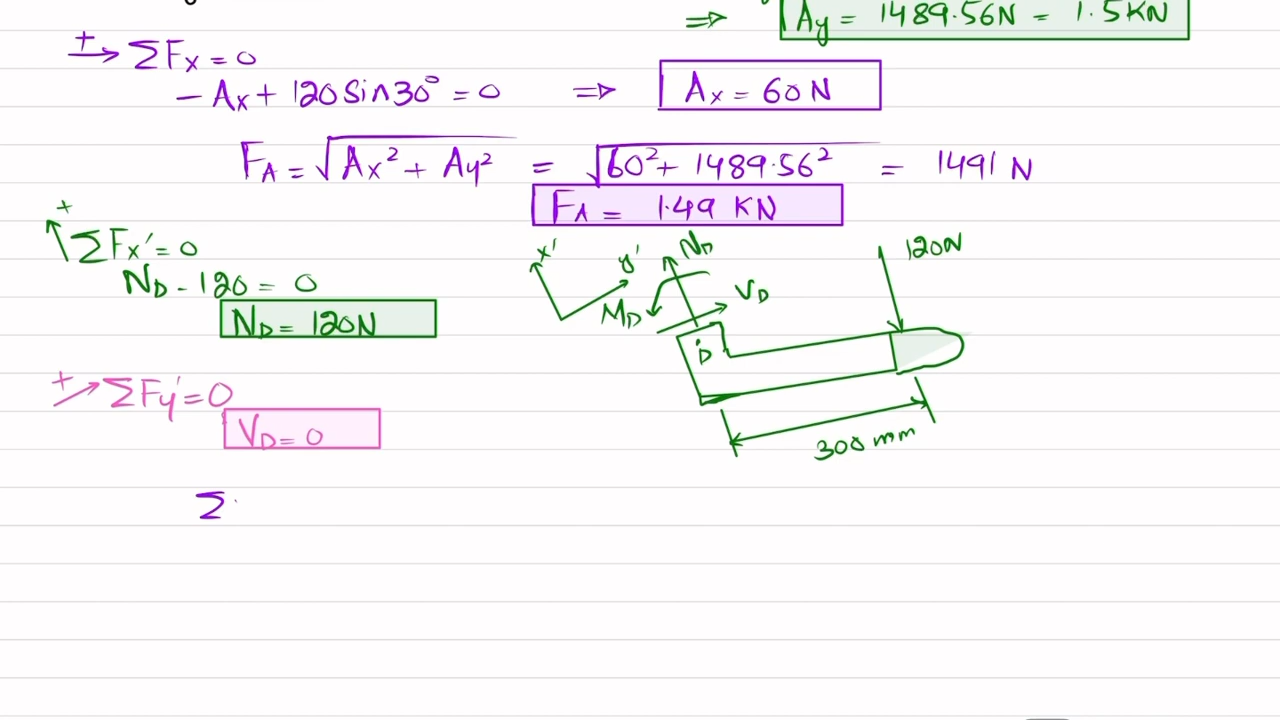 ⇒ Ay = 1489.56N = 1.5KN
+→ ΣFx = 0
- Ax + 120 Sin 30° = 0 ⇒ Ax = 60 N
FA = √Ax² + Ay² = √60² + 1489.56² = 1491 N
FA = 1.49 KN
+↑ ΣFx' = 0
ND - 120 = 0
ND = 120N
+↗ ΣFy' = 0
VD = 0
Σ
x'
y'
ND
VD
MD
D
120N
300 mm